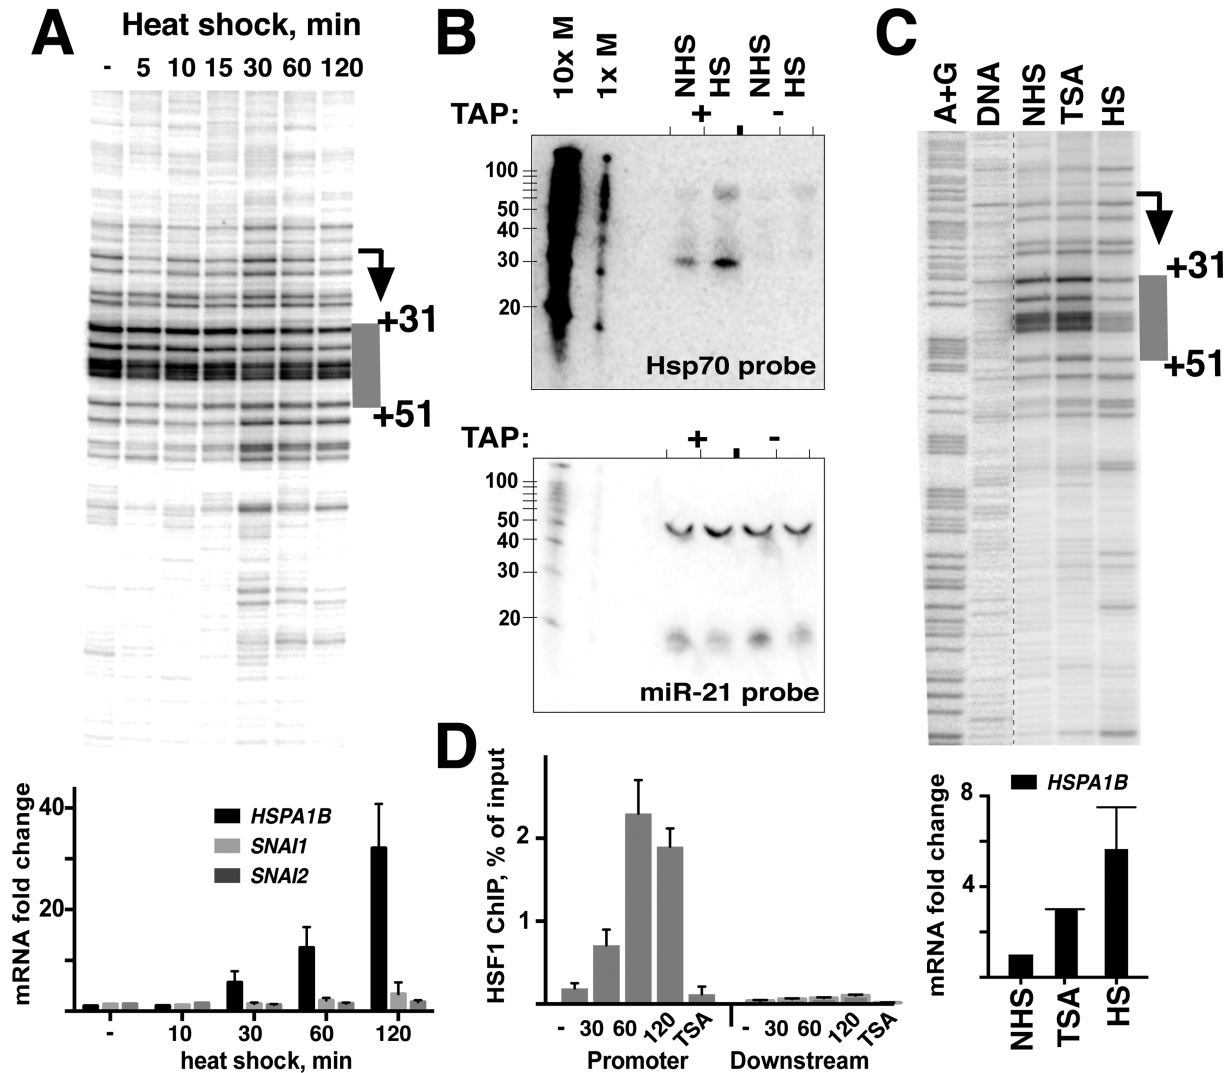 A
Heat shock, min
- 5 10 15 30 60 120
+31
+51
mRNA fold change
40
20
HSPA1B
SNAI1
SNAI2
- 10 30 60 120
heat shock, min
B
10x M
1x M
NHS
HS
NHS
HS
TAP: + -
100
50
40
30
20
Hsp70 probe
TAP: + -
100
50
40
30
20
miR-21 probe
C
A+G
DNA
NHS
TSA
HS
+31
+51
mRNA fold change
8
4
HSPA1B
NHS
TSA
HS
D
HSF1 ChIP, % of input
2
1
- 30 60 120 TSA - 30 60 120 TSA
Promoter Downstream